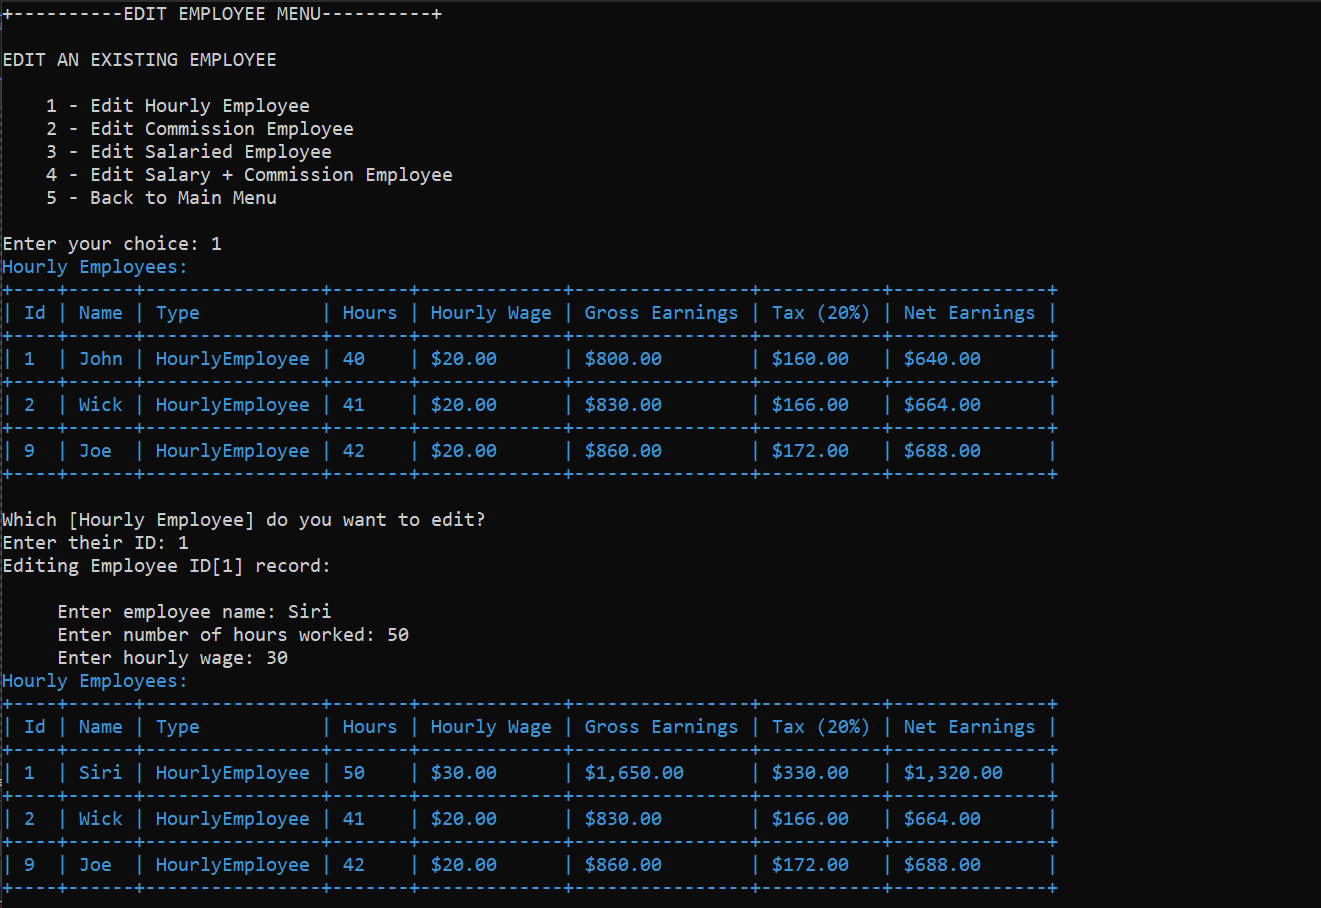 +----------EDIT EMPLOYEE MENU----------+
EDIT AN EXISTING EMPLOYEE
1 - Edit Hourly Employee
2 - Edit Commission Employee
3 - Edit Salaried Employee
4 - Edit Salary + Commission Employee
5 - Back to Main Menu
Enter your choice: 1
Hourly Employees:
+----+------+----------------+-------+-------------+----------------+-----------+--------------+
| Id | Name | Type           | Hours | Hourly Wage | Gross Earnings | Tax (20%) | Net Earnings |
+----+------+----------------+-------+-------------+----------------+-----------+--------------+
| 1  | John | HourlyEmployee | 40    | $20.00      | $800.00        | $160.00   | $640.00      |
+----+------+----------------+-------+-------------+----------------+-----------+--------------+
| 2  | Wick | HourlyEmployee | 41    | $20.00      | $830.00        | $166.00   | $664.00      |
+----+------+----------------+-------+-------------+----------------+-----------+--------------+
| 9  | Joe  | HourlyEmployee | 42    | $20.00      | $860.00        | $172.00   | $688.00      |
+----+------+----------------+-------+-------------+----------------+-----------+--------------+
Which [Hourly Employee] do you want to edit?
Enter their ID: 1
Editing Employee ID[1] record:
Enter employee name: Siri
Enter number of hours worked: 50
Enter hourly wage: 30
Hourly Employees:
+----+------+----------------+-------+-------------+----------------+-----------+--------------+
| Id | Name | Type           | Hours | Hourly Wage | Gross Earnings | Tax (20%) | Net Earnings |
+----+------+----------------+-------+-------------+----------------+-----------+--------------+
| 1  | Siri | HourlyEmployee | 50    | $30.00      | $1,650.00      | $330.00   | $1,320.00    |
+----+------+----------------+-------+-------------+----------------+-----------+--------------+
| 2  | Wick | HourlyEmployee | 41    | $20.00      | $830.00        | $166.00   | $664.00      |
+----+------+----------------+-------+-------------+----------------+-----------+--------------+
| 9  | Joe  | HourlyEmployee | 42    | $20.00      | $860.00        | $172.00   | $688.00      |
+----+------+----------------+-------+-------------+----------------+-----------+--------------+